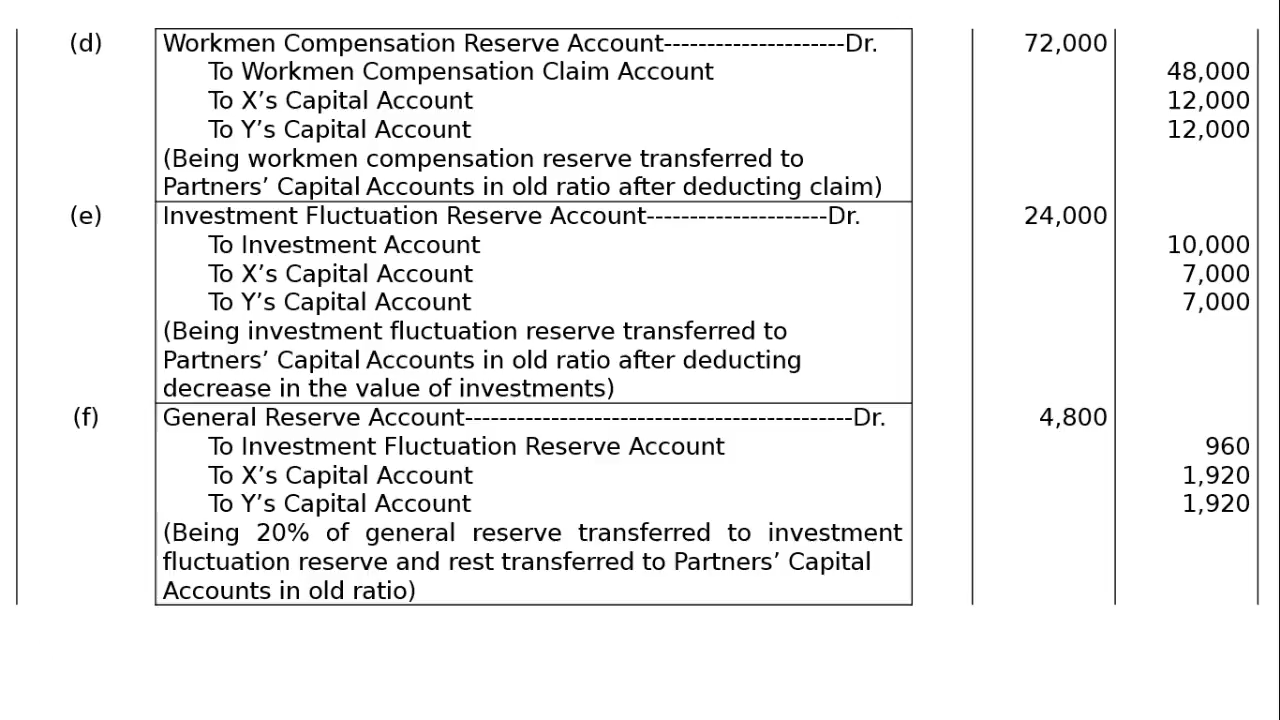 (d) Workmen Compensation Reserve Account---------------------Dr. 72,000
To Workmen Compensation Claim Account 48,000
To X’s Capital Account 12,000
To Y’s Capital Account 12,000
(Being workmen compensation reserve transferred to
Partners’ Capital Accounts in old ratio after deducting claim)
(e) Investment Fluctuation Reserve Account---------------------Dr. 24,000
To Investment Account 10,000
To X’s Capital Account 7,000
To Y’s Capital Account 7,000
(Being investment fluctuation reserve transferred to
Partners’ Capital Accounts in old ratio after deducting
decrease in the value of investments)
(f) General Reserve Account---------------------------------------------Dr. 4,800
To Investment Fluctuation Reserve Account 960
To X’s Capital Account 1,920
To Y’s Capital Account 1,920
(Being 20% of general reserve transferred to investment
fluctuation reserve and rest transferred to Partners’ Capital
Accounts in old ratio)